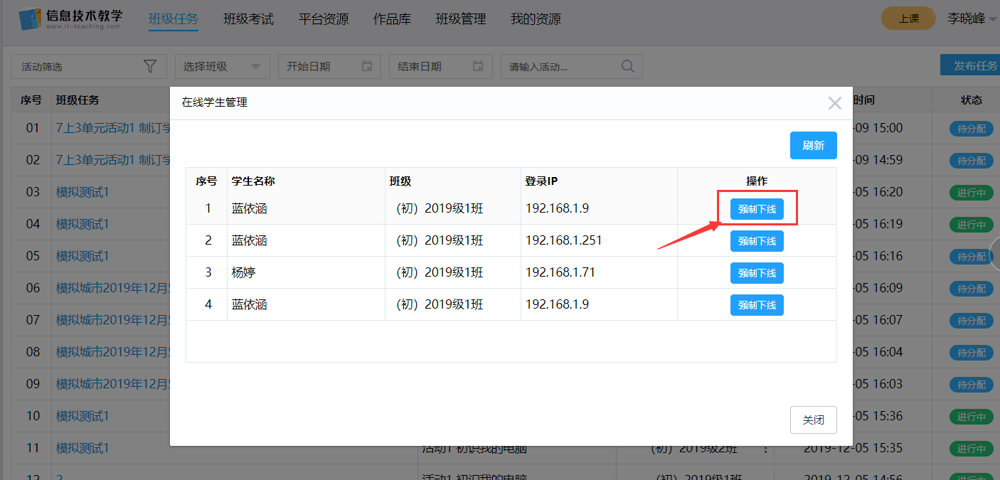 信息技术教学
www.it-teaching.com
班级任务 班级考试 平台资源 作品库 班级管理 我的资源
上课 李晓峰
活动筛选 选择班级 开始日期 结束日期 请输入活动... 发布任务
序号 班级任务 时间 状态
在线学生管理
刷新
序号 学生名称 班级 登录IP 操作
1 蓝依涵 （初）2019级1班 192.168.1.9 强制下线
2 蓝依涵 （初）2019级1班 192.168.1.251 强制下线
3 杨婷 （初）2019级1班 192.168.1.71 强制下线
4 蓝依涵 （初）2019级1班 192.168.1.9 强制下线
关闭
01 7上3单元活动1 制订学 -09 15:00 待分配
02 7上3单元活动1 制订学 -09 14:59 待分配
03 模拟测试1 -05 16:20 进行中
04 模拟测试1 -05 16:19 进行中
05 模拟测试1 -05 16:16 待分配
06 模拟城市2019年12月5 -05 16:09 待分配
07 模拟城市2019年12月5 -05 16:07 待分配
08 模拟城市2019年12月5 -05 16:04 待分配
09 模拟城市2019年12月5 -05 16:03 待分配
10 模拟测试1 -05 15:36 进行中
11 模拟测试1 活动1 初识我的电脑 （初）2019级2班 2019-12-05 15:35 进行中
12 2 活动1 初识我的电脑 （初）2019级1班 2019-12-05 14:56 进行中